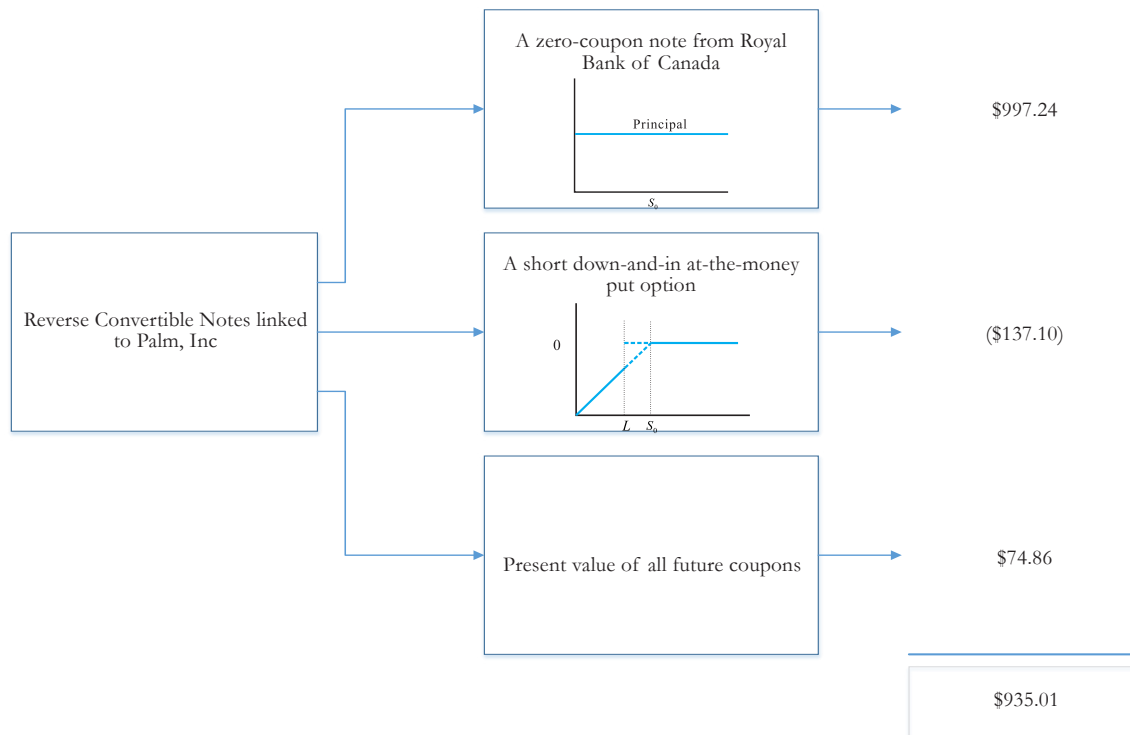 A zero-coupon note from Royal
Bank of Canada
Principal
S₀
$997.24
Reverse Convertible Notes linked
to Palm, Inc
A short down-and-in at-the-money
put option
0
L S₀
($137.10)
Present value of all future coupons
$74.86
$935.01